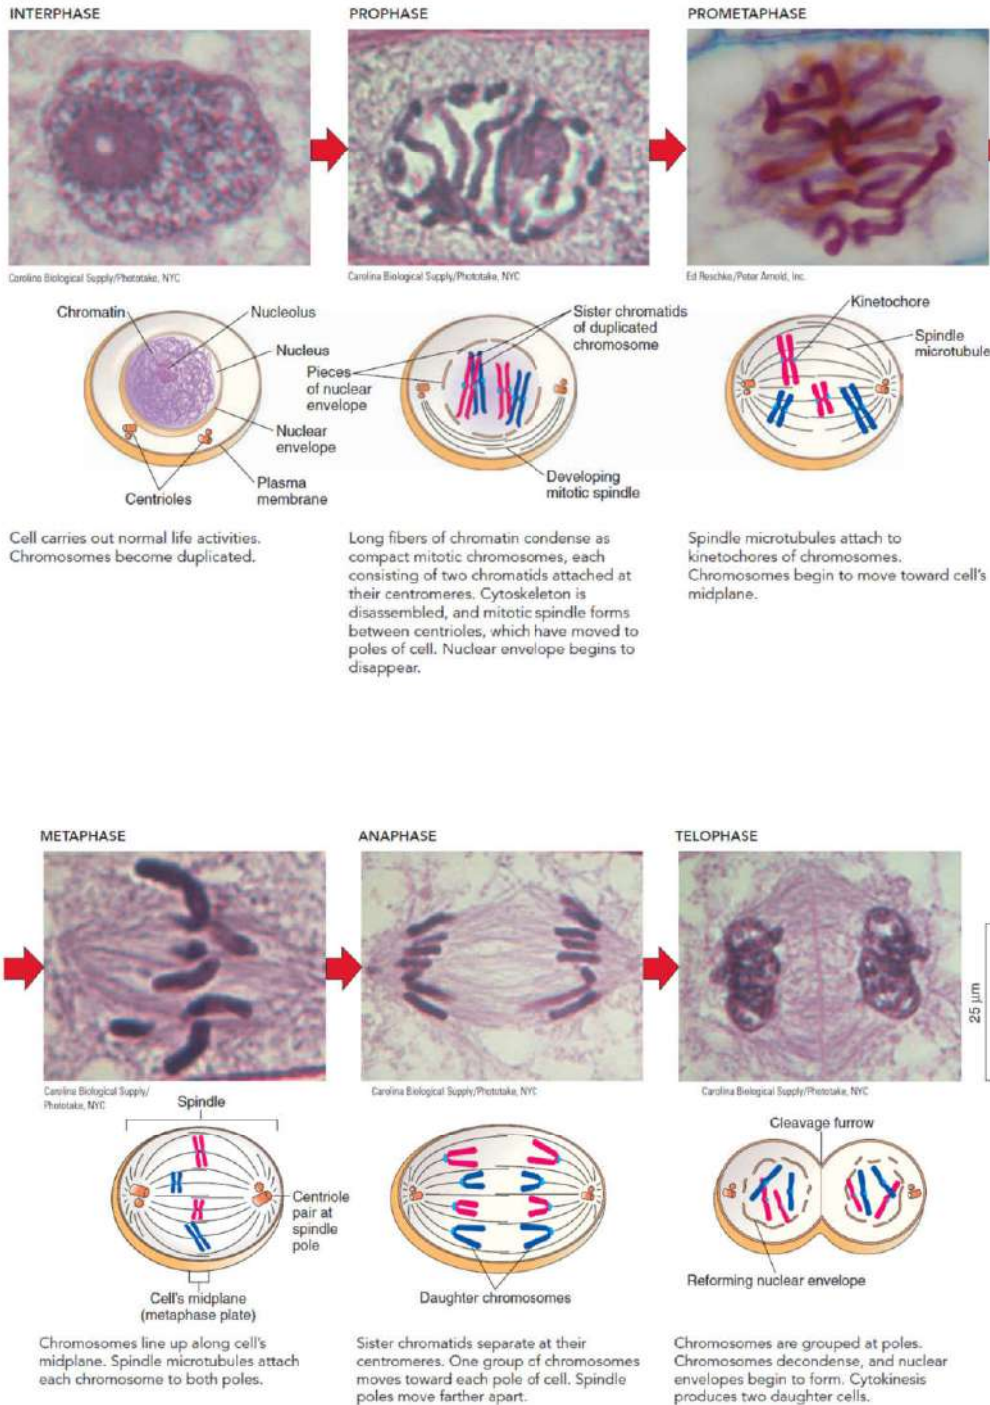 INTERPHASE
PROPHASE
PROMETAPHASE
Carolina Biological Supply/Phototake, NYC
Carolina Biological Supply/Phototake, NYC
Ed Reschke/Peter Arnold, Inc.
Chromatin
Nucleolus
Nucleus
Nuclear
envelope
Plasma
membrane
Centrioles
Sister chromatids
of duplicated
chromosome
Pieces
of nuclear
envelope
Developing
mitotic spindle
Kinetochore
Spindle
microtubule
Cell carries out normal life activities.
Chromosomes become duplicated.
Long fibers of chromatin condense as
compact mitotic chromosomes, each
consisting of two chromatids attached at
their centromeres. Cytoskeleton is
disassembled, and mitotic spindle forms
between centrioles, which have moved to
poles of cell. Nuclear envelope begins to
disappear.
Spindle microtubules attach to
kinetochores of chromosomes.
Chromosomes begin to move toward cell's
midplane.
METAPHASE
ANAPHASE
TELOPHASE
25 µm
Carolina Biological Supply/
Phototake, NYC
Carolina Biological Supply/Phototake, NYC
Carolina Biological Supply/Phototake, NYC
Spindle
Centriole
pair at
spindle
pole
Cell's midplane
(metaphase plate)
Daughter chromosomes
Cleavage furrow
Reforming nuclear envelope
Chromosomes line up along cell's
midplane. Spindle microtubules attach
each chromosome to both poles.
Sister chromatids separate at their
centromeres. One group of chromosomes
moves toward each pole of cell. Spindle
poles move farther apart.
Chromosomes are grouped at poles.
Chromosomes decondense, and nuclear
envelopes begin to form. Cytokinesis
produces two daughter cells.